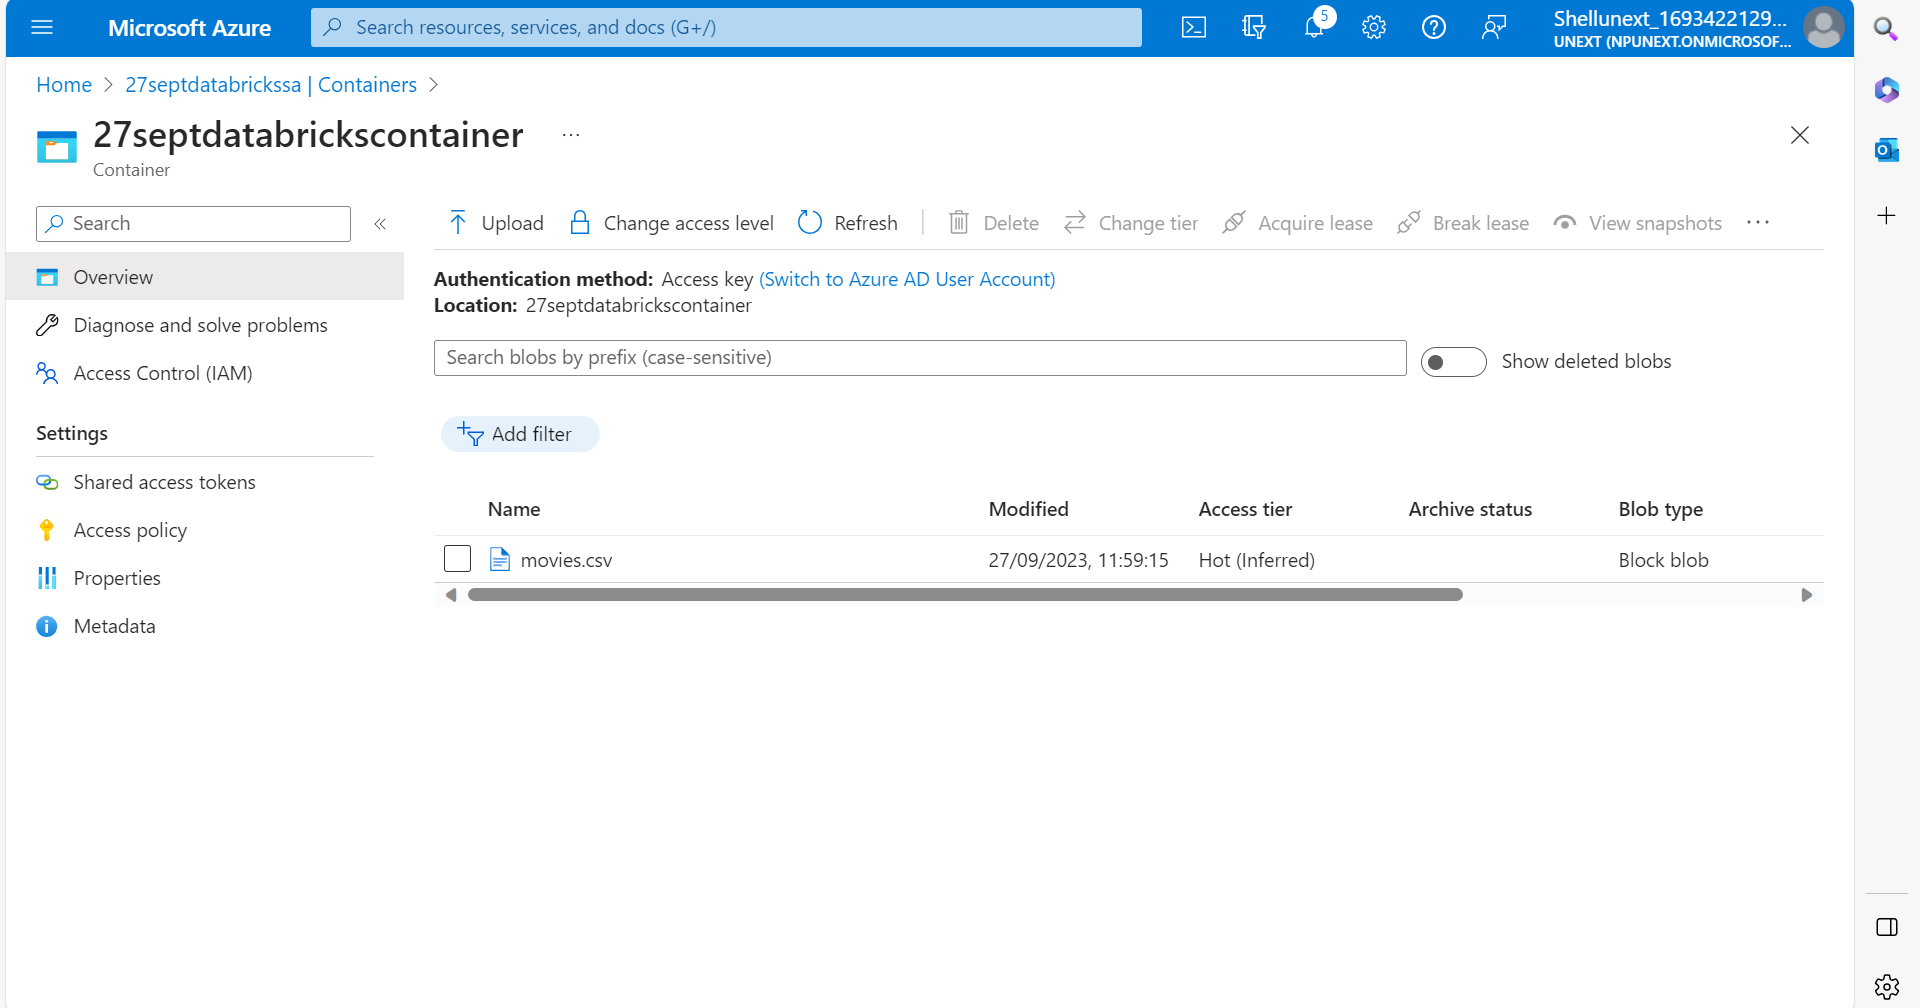 Microsoft Azure
Search resources, services, and docs (G+/)
5
Shellunext_1693422129...
UNEXT (NPUNEXT.ONMICROSOF...
Home > 27septdatabrickssa | Containers >
27septdatabrickscontainer ...
Container
Search «
Upload Change access level Refresh Delete Change tier Acquire lease Break lease View snapshots ...
Overview
Diagnose and solve problems
Access Control (IAM)
Settings
Shared access tokens
Access policy
Properties
Metadata
Authentication method: Access key (Switch to Azure AD User Account)
Location: 27septdatabrickscontainer
Search blobs by prefix (case-sensitive)
Show deleted blobs
Add filter
Name Modified Access tier Archive status Blob type
movies.csv 27/09/2023, 11:59:15 Hot (Inferred) Block blob